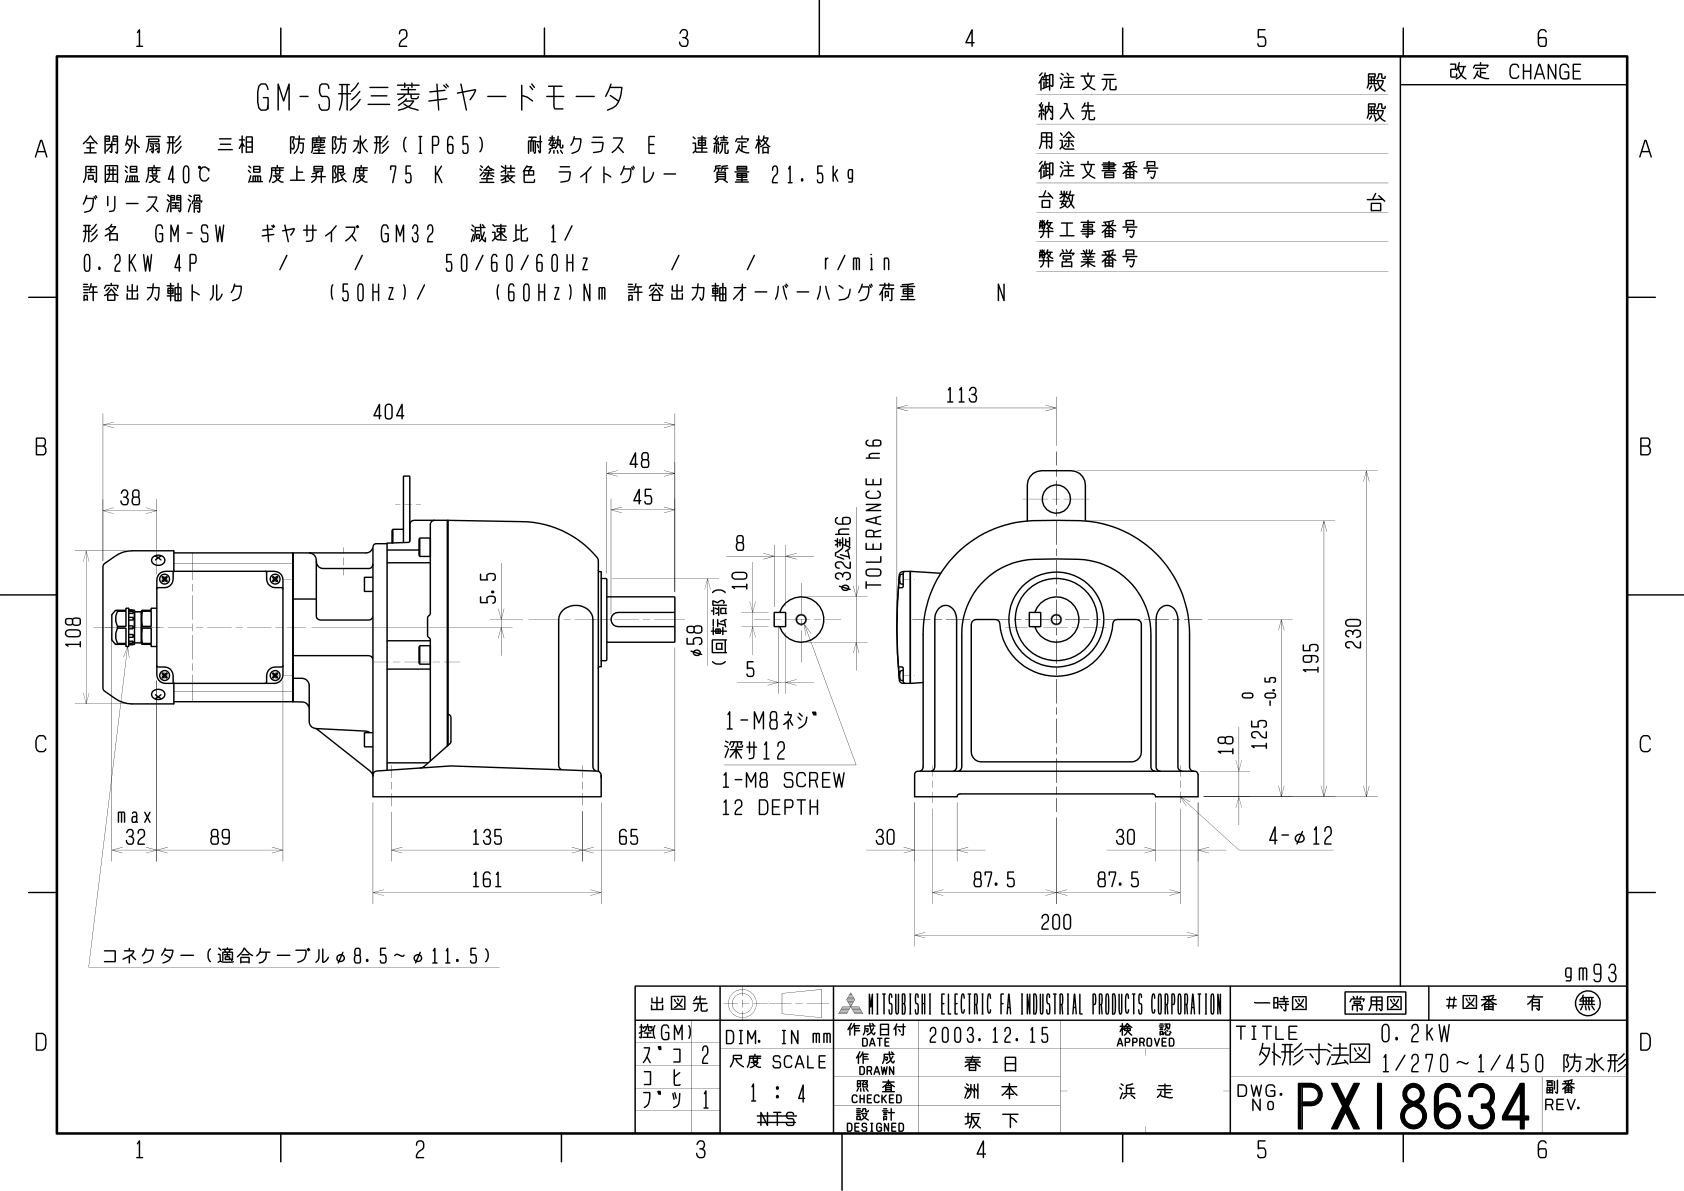 1 2 3 4 5 6
改定 CHANGE
GM-S形三菱ギヤードモータ
全閉外扇形 三相 防塵防水形(IP65) 耐熱クラス E 連続定格
周囲温度40℃ 温度上昇限度 75 K 塗装色 ライトグレー 質量 21.5kg
グリース潤滑
形名 GM-SW ギヤサイズ GM32 減速比 1/
0.2KW 4P / / 50/60/60Hz / / r/min
許容出力軸トルク (50Hz)/ (60Hz)Nm 許容出力軸オーバーハング荷重 N
御注文元 殿
納入先 殿
用途
御注文書番号
台数 台
弊工事番号
弊営業番号
A A
B B
C C
D D
404
48
38
45
108
5.5
φ58
(回転部)
max
32
89
135
65
161
コネクター(適合ケーブルφ8.5~φ11.5)
8
10
5
φ32公差h6
TOLERANCE h6
1-M8ネジ
深サ12
1-M8 SCREW
12 DEPTH
113
230
195
125 0 -0.5
18
30
30
4-φ12
87.5
87.5
200
gm93
出図先
控(GM)
スﾞコ 2
コヒ
フﾞツ 1
DIM. IN mm
尺度 SCALE
1 : 4
NTS
MITSUBISHI ELECTRIC FA INDUSTRIAL PRODUCTS CORPORATION
作成日付 DATE 2003.12.15
作成 DRAWN 春日
照査 CHECKED 洲本
設計 DESIGNED 坂下
検認 APPROVED
浜走
一時図 常用図 #図番 有 無
TITLE 0.2kW
外形寸法図 1/270~1/450 防水形
DWG. No PX18634 副番 REV.
1 2 3 4 5 6